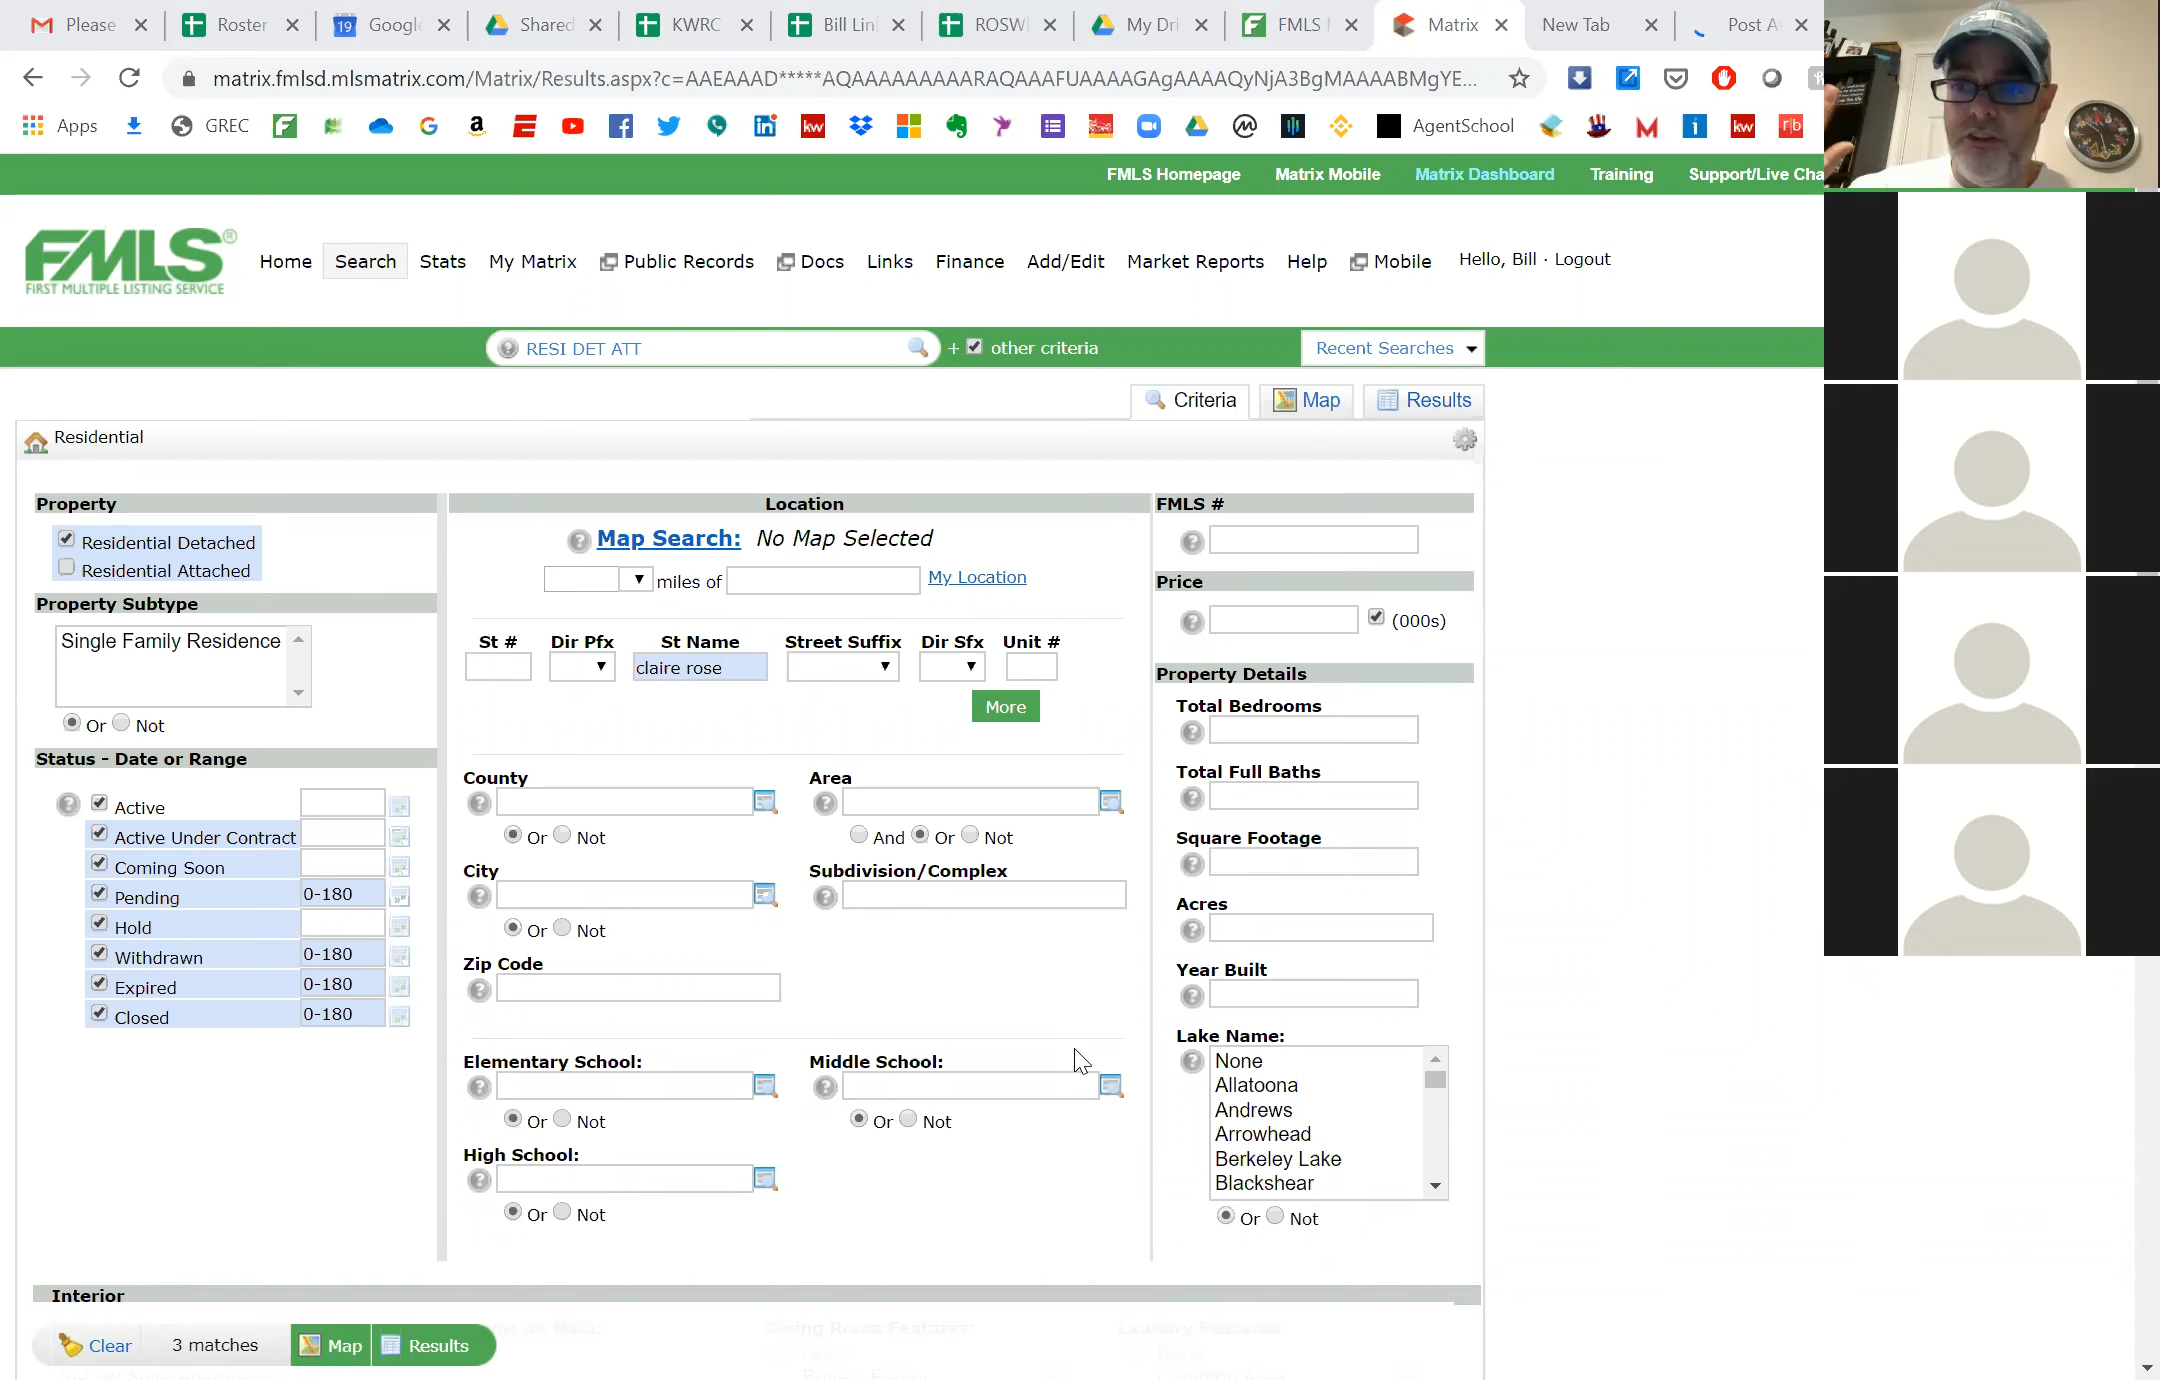 Please
Roster
Google
Shared
KWRC
Bill Lin
ROSW
My Dri
FMLS
Matrix
New Tab
Post A
matrix.fmlsd.mlsmatrix.com/Matrix/Results.aspx?c=AAEAAAD*****AQAAAAAAAAARAQAAAFUAAAAGAgAAAAQyNjA3BgMAAAABMgYE...
Apps
GREC
AgentSchool
FMLS Homepage
Matrix Mobile
Matrix Dashboard
Training
Support/Live Cha
FMLS
FIRST MULTIPLE LISTING SERVICE
Home
Search
Stats
My Matrix
Public Records
Docs
Links
Finance
Add/Edit
Market Reports
Help
Mobile
Hello, Bill · Logout
RESI DET ATT
+ other criteria
Recent Searches
Criteria
Map
Results
Residential
Property
Residential Detached
Residential Attached
Property Subtype
Single Family Residence
Or Not
Status - Date or Range
Active
Active Under Contract
Coming Soon
Pending 0-180
Hold
Withdrawn 0-180
Expired 0-180
Closed 0-180
Location
Map Search: No Map Selected
miles of My Location
St # Dir Pfx St Name Street Suffix Dir Sfx Unit #
claire rose
More
County
Or Not
Area
And Or Not
City
Or Not
Subdivision/Complex
Zip Code
Elementary School:
Or Not
Middle School:
Or Not
High School:
Or Not
FMLS #
Price
(000s)
Property Details
Total Bedrooms
Total Full Baths
Square Footage
Acres
Year Built
Lake Name:
None
Allatoona
Andrews
Arrowhead
Berkeley Lake
Blackshear
Or Not
Interior
Clear
3 matches
Map
Results